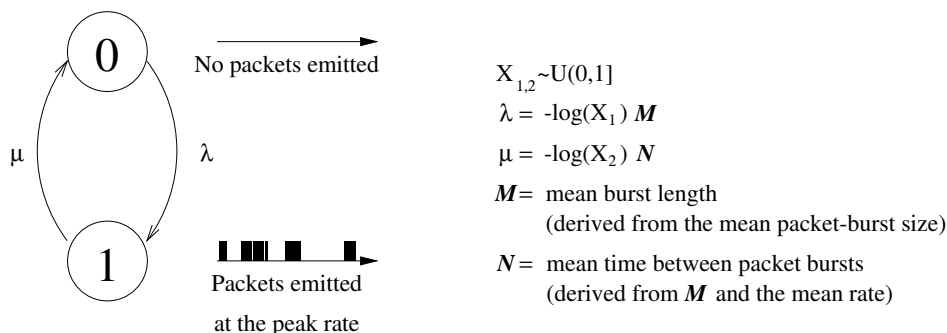 0
No packets emitted
μ
λ
1
Packets emitted
at the peak rate
X1,2~U(0,1]
λ = -log(X1) M
μ = -log(X2) N
M = mean burst length
(derived from the mean packet-burst size)
N = mean time between packet bursts
(derived from M and the mean rate)